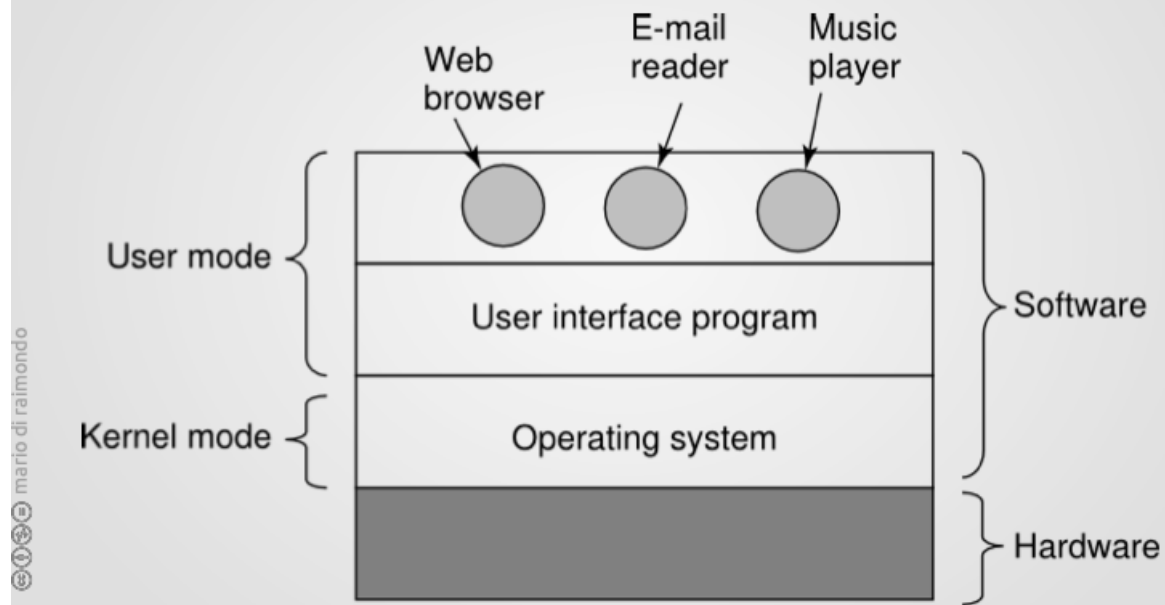 E-mail
reader
Music
player
Web
browser
User mode
User interface program
Software
Kernel mode
Operating system
Hardware
mario di raimondo